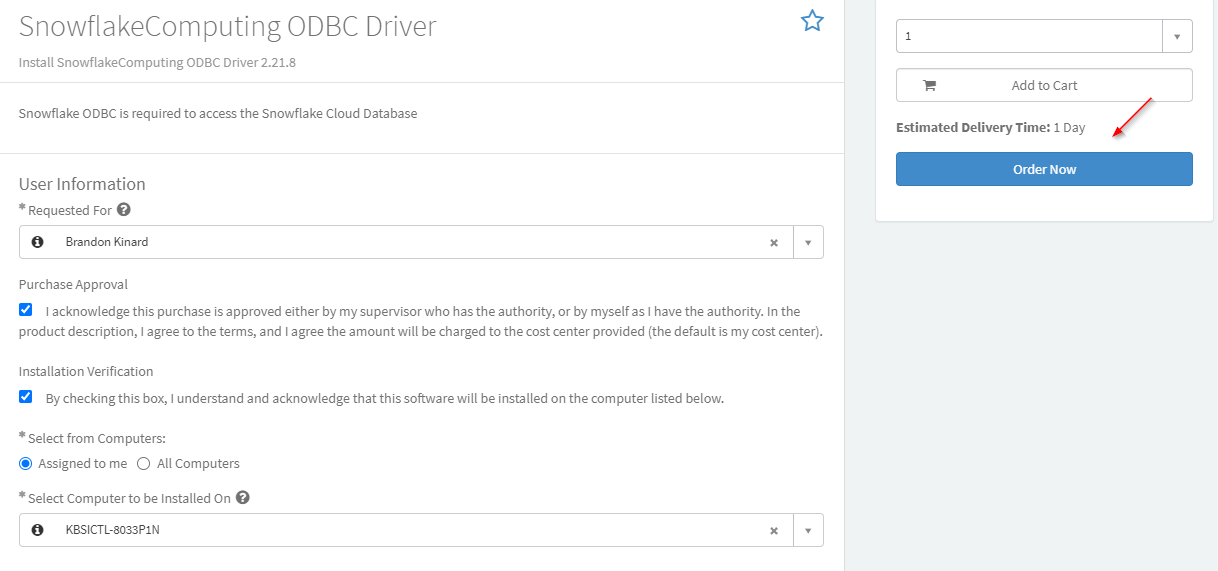 SnowflakeComputing ODBC Driver
Install SnowflakeComputing ODBC Driver 2.21.8
Snowflake ODBC is required to access the Snowflake Cloud Database
User Information
* Requested For
Brandon Kinard
Purchase Approval
I acknowledge this purchase is approved either by my supervisor who has the authority, or by myself as I have the authority. In the
product description, I agree to the terms, and I agree the amount will be charged to the cost center provided (the default is my cost center).
Installation Verification
By checking this box, I understand and acknowledge that this software will be installed on the computer listed below.
* Select from Computers:
Assigned to me All Computers
* Select Computer to be Installed On
KBSICTL-8033P1N
1
Add to Cart
Estimated Delivery Time: 1 Day
Order Now